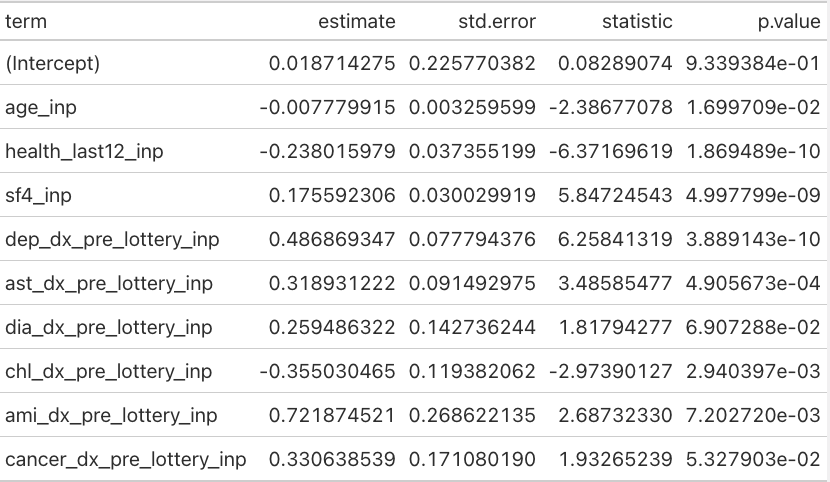 term estimate std.error statistic p.value
(Intercept) 0.018714275 0.225770382 0.08289074 9.339384e-01
age_inp -0.007779915 0.003259599 -2.38677078 1.699709e-02
health_last12_inp -0.238015979 0.037355199 -6.37169619 1.869489e-10
sf4_inp 0.175592306 0.030029919 5.84724543 4.997799e-09
dep_dx_pre_lottery_inp 0.486869347 0.077794376 6.25841319 3.889143e-10
ast_dx_pre_lottery_inp 0.318931222 0.091492975 3.48585477 4.905673e-04
dia_dx_pre_lottery_inp 0.259486322 0.142736244 1.81794277 6.907288e-02
chl_dx_pre_lottery_inp -0.355030465 0.119382062 -2.97390127 2.940397e-03
ami_dx_pre_lottery_inp 0.721874521 0.268622135 2.68732330 7.202720e-03
cancer_dx_pre_lottery_inp 0.330638539 0.171080190 1.93265239 5.327903e-02